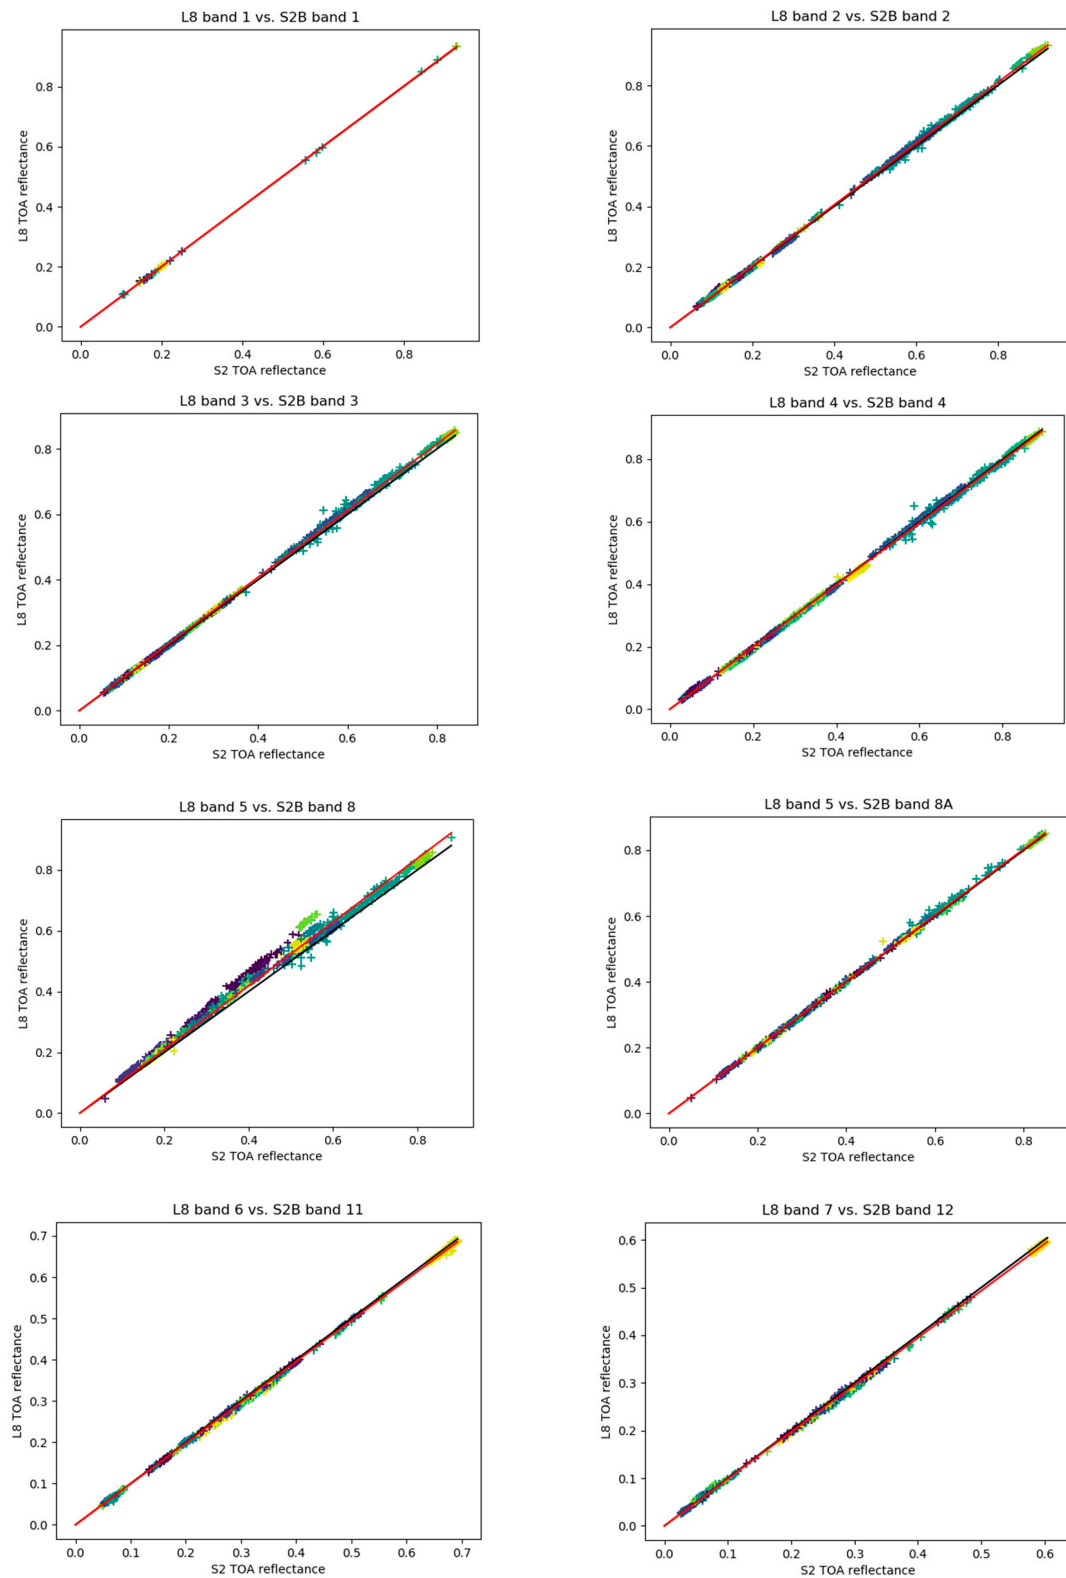 L8 band 1 vs. S2B band 1
L8 TOA reflectance
0.8
0.6
0.4
0.2
0.0
0.0 0.2 0.4 0.6 0.8
S2 TOA reflectance
L8 band 2 vs. S2B band 2
L8 TOA reflectance
0.8
0.6
0.4
0.2
0.0
0.0 0.2 0.4 0.6 0.8
S2 TOA reflectance
L8 band 3 vs. S2B band 3
L8 TOA reflectance
0.8
0.6
0.4
0.2
0.0
0.0 0.2 0.4 0.6 0.8
S2 TOA reflectance
L8 band 4 vs. S2B band 4
L8 TOA reflectance
0.8
0.6
0.4
0.2
0.0
0.0 0.2 0.4 0.6 0.8
S2 TOA reflectance
L8 band 5 vs. S2B band 8
L8 TOA reflectance
0.8
0.6
0.4
0.2
0.0
0.0 0.2 0.4 0.6 0.8
S2 TOA reflectance
L8 band 5 vs. S2B band 8A
L8 TOA reflectance
0.8
0.6
0.4
0.2
0.0
0.0 0.2 0.4 0.6 0.8
S2 TOA reflectance
L8 band 6 vs. S2B band 11
L8 TOA reflectance
0.7
0.6
0.5
0.4
0.3
0.2
0.1
0.0
0.0 0.1 0.2 0.3 0.4 0.5 0.6 0.7
S2 TOA reflectance
L8 band 7 vs. S2B band 12
L8 TOA reflectance
0.6
0.5
0.4
0.3
0.2
0.1
0.0
0.0 0.1 0.2 0.3 0.4 0.5 0.6
S2 TOA reflectance